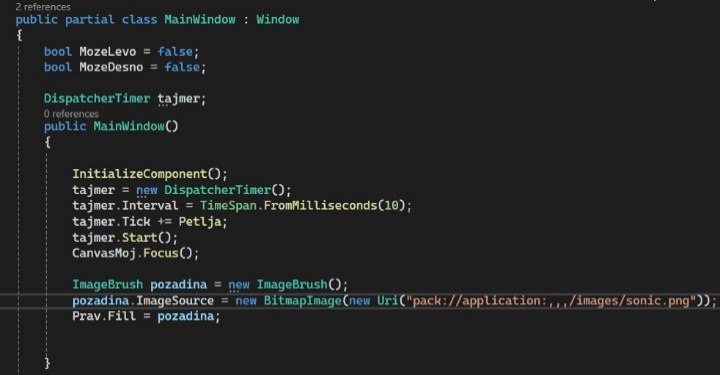 2 references
public partial class MainWindow : Window
{
bool MozeLevo = false;
bool MozeDesno = false;
DispatcherTimer tajmer;
0 references
public MainWindow()
{
InitializeComponent();
tajmer = new DispatcherTimer();
tajmer.Interval = TimeSpan.FromMilliseconds(10);
tajmer.Tick += Petlja;
tajmer.Start();
CanvasMoj.Focus();
ImageBrush pozadina = new ImageBrush();
pozadina.ImageSource = new BitmapImage(new Uri("pack://application:,,,/images/sonic.png"));
Prav.Fill = pozadina;
}